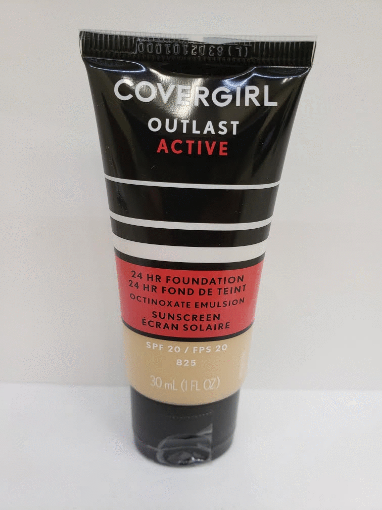 COVERGIRL
OUTLAST
ACTIVE
24 HR FOUNDATION
24 HR FOND DE TEINT
OCTINOXATE EMULSION
SUNSCREEN
ÉCRAN SOLAIRE
SPF 20 / FPS 20
825
30 mL (1 FL OZ)